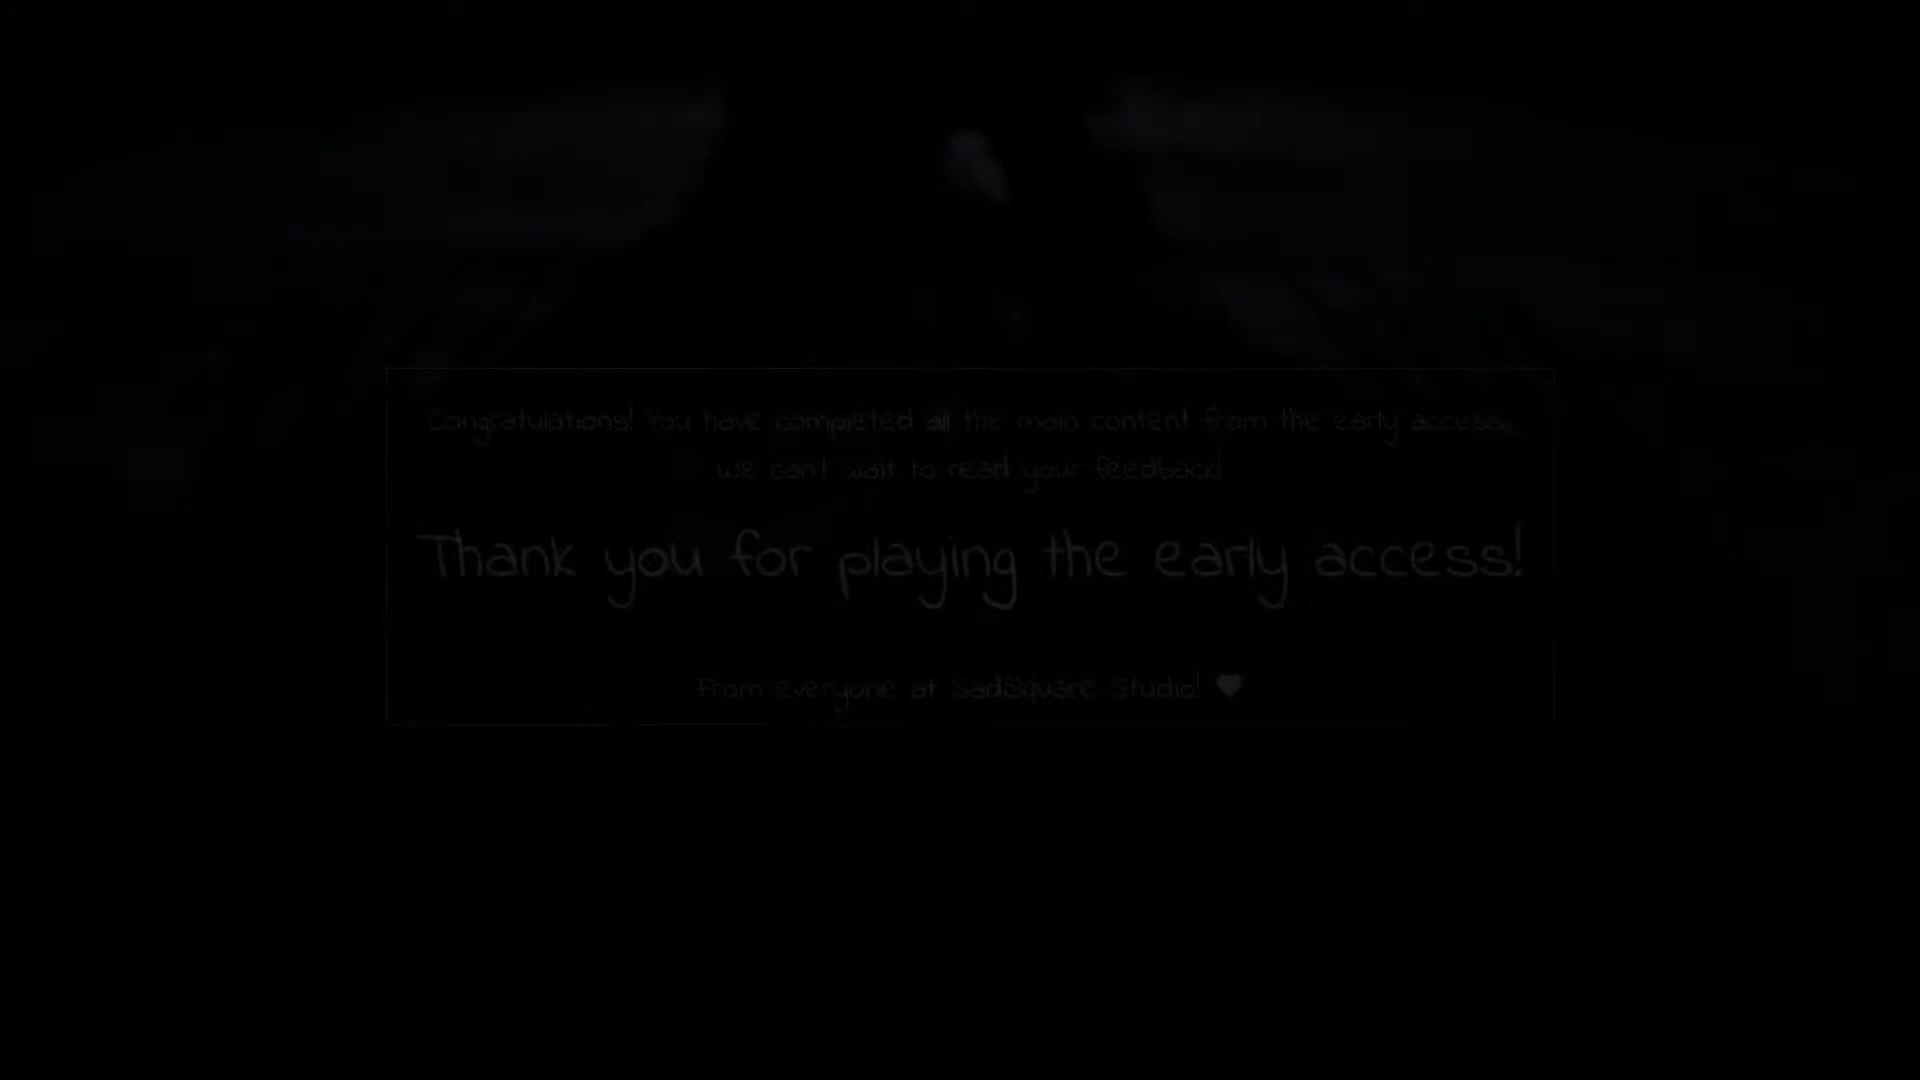 Congratulations! You have completed all the main content from the early access,
we can't wait to read your feedback!
Thank you for playing the early access!
From everyone at SadSquare Studio! ♥